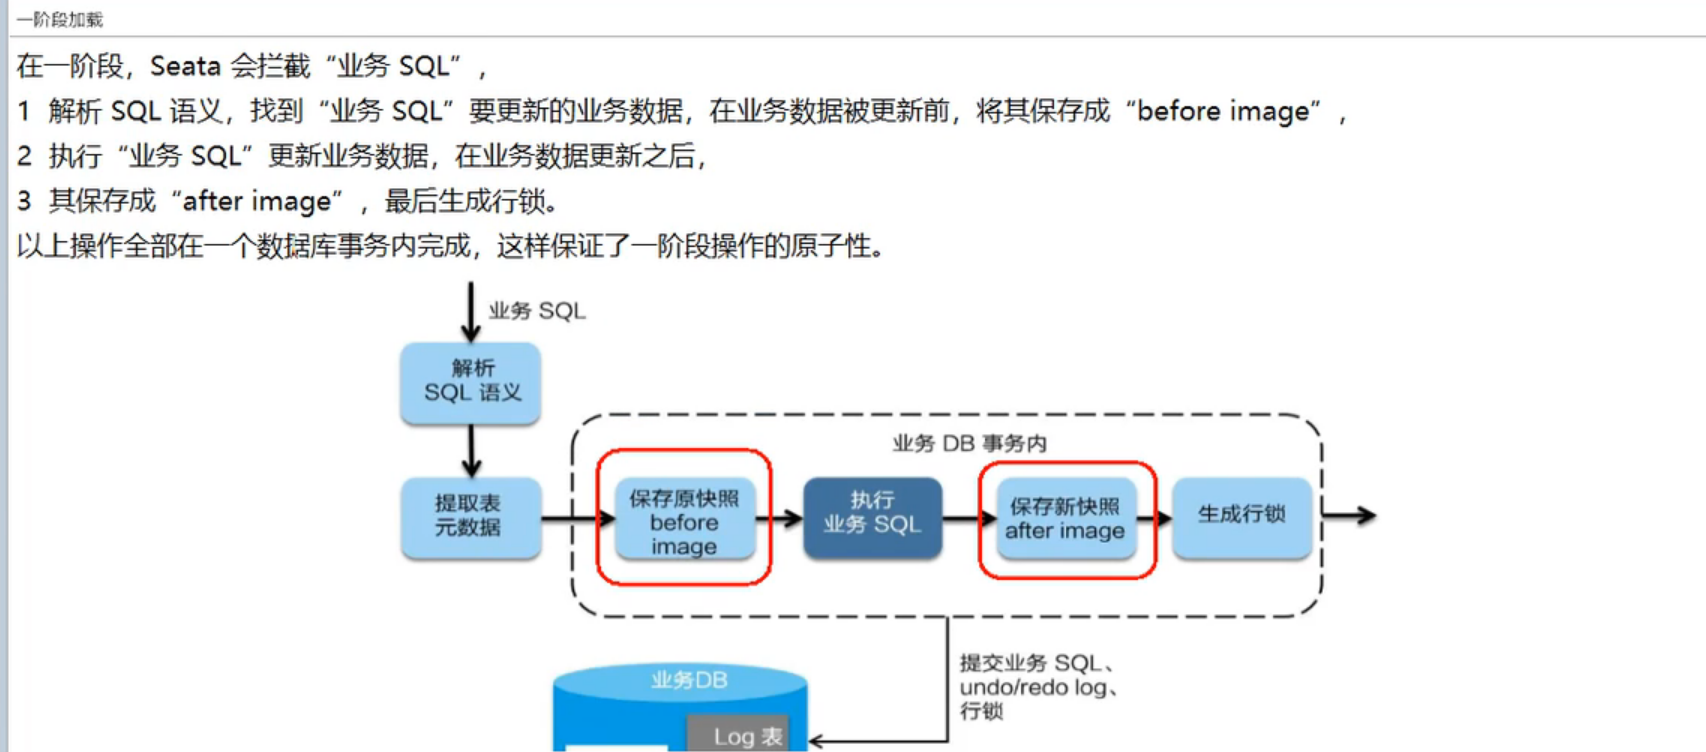 一阶段加载
在一阶段，Seata 会拦截“业务 SQL”，
1 解析 SQL 语义，找到“业务 SQL”要更新的业务数据，在业务数据被更新前，将其保存成“before image”，
2 执行“业务 SQL”更新业务数据，在业务数据更新之后，
3 其保存成“after image”，最后生成行锁。
以上操作全部在一个数据库事务内完成，这样保证了一阶段操作的原子性。
业务 SQL
解析
SQL 语义
业务 DB 事务内
提取表
元数据
保存原快照
before
image
执行
业务 SQL
保存新快照
after image
生成行锁
提交业务 SQL、
undo/redo log、
行锁
业务DB
Log 表